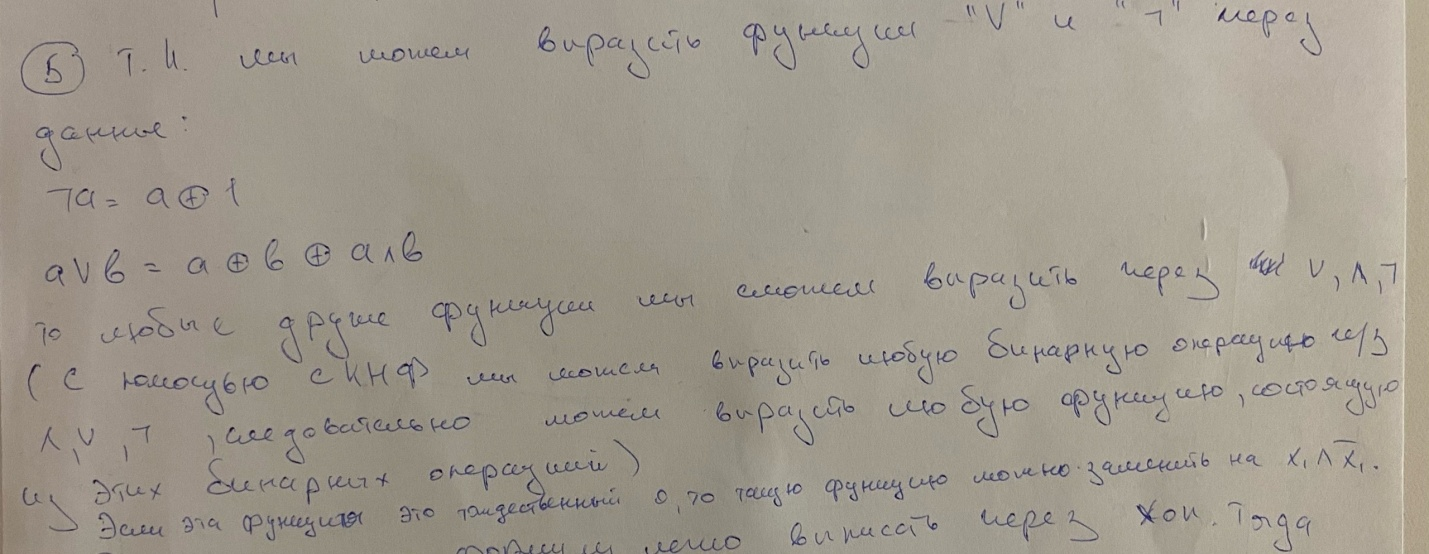 5 Т.к. мы можем выразить функции "V" и "¬" через
данные:
¬a = a ⊕ 1
a∨b = a ⊕ b ⊕ a∧b
то любые другие функции мы сможем выразить через ∨, ∧, ¬
(с помощью СКНФ мы можем выразить любую бинарную операцию ч/з
∧, ∨, ¬, следовательно можем выразить любую функцию, состоящую
из этих бинарных операций)
Если эта функция это тождественный 0, то такую функцию можно заменить на x₁ ∧ x̄₁.
выписать через xor. Тогда